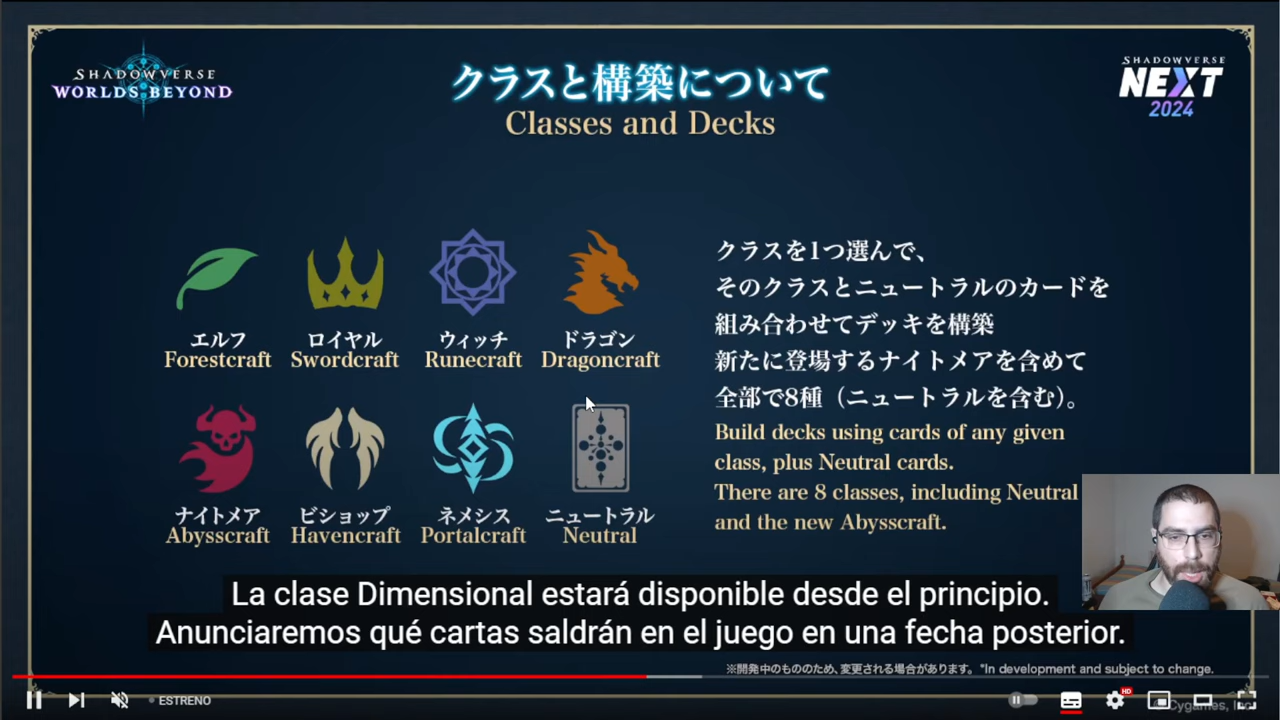 SHADOWVERSE
WORLDS BEYOND
クラスと構築について
Classes and Decks
SHADOWVERSE
NEXT
2024
エルフ
Forestcraft
ロイヤル
Swordcraft
ウィッチ
Runecraft
ドラゴン
Dragoncraft
ナイトメア
Abysscraft
ビショップ
Havencraft
ネメシス
Portalcraft
ニュートラル
Neutral
クラスを1つ選んで、
そのクラスとニュートラルのカードを
組み合わせてデッキを構築
新たに登場するナイトメアを含めて
全部で8種（ニュートラルを含む）。
Build decks using cards of any given
class, plus Neutral cards.
There are 8 classes, including Neutral
and the new Abysscraft.
La clase Dimensional estará disponible desde el principio.
Anunciaremos qué cartas saldrán en el juego en una fecha posterior.
※開発中のもののため、変更される場合があります。 *In development and subject to change.
ESTRENO
HD
© Cygames, Inc.